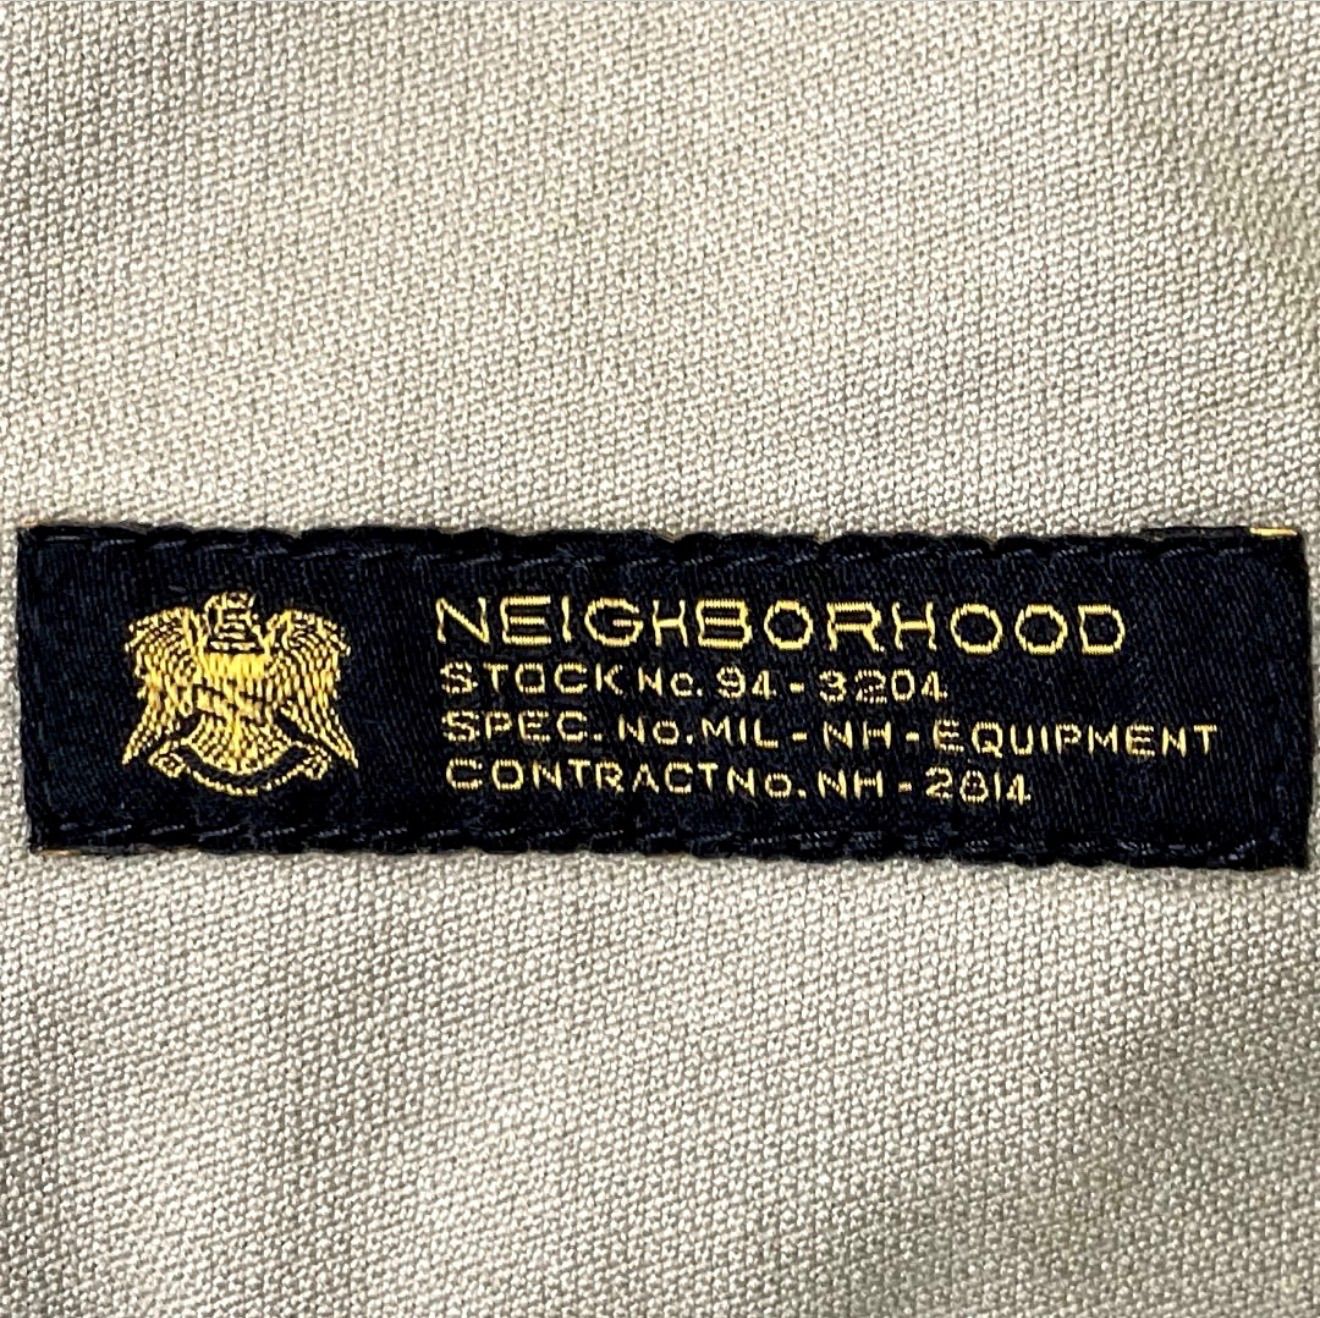 NEIGHBORHOOD
STOCK No. 94-3204
SPEC. No. MIL-NH-EQUIPMENT
CONTRACT No. NH-2814